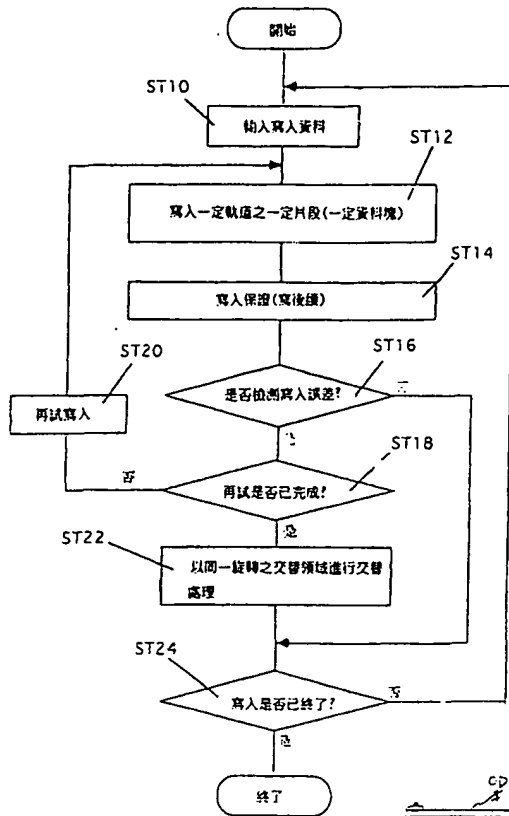 開始
ST10
輸入寫入資料
ST12
寫入一定軌道之一定片段(一定資料塊)
ST14
寫入保證(寫後讀)
ST16
是否檢測寫入誤差?
否
是
ST20
再試寫入
ST18
再試是否已完成?
否
是
ST22
以同一旋轉之交替領域進行交替
處理
ST24
寫入是否已終了?
否
是
終了